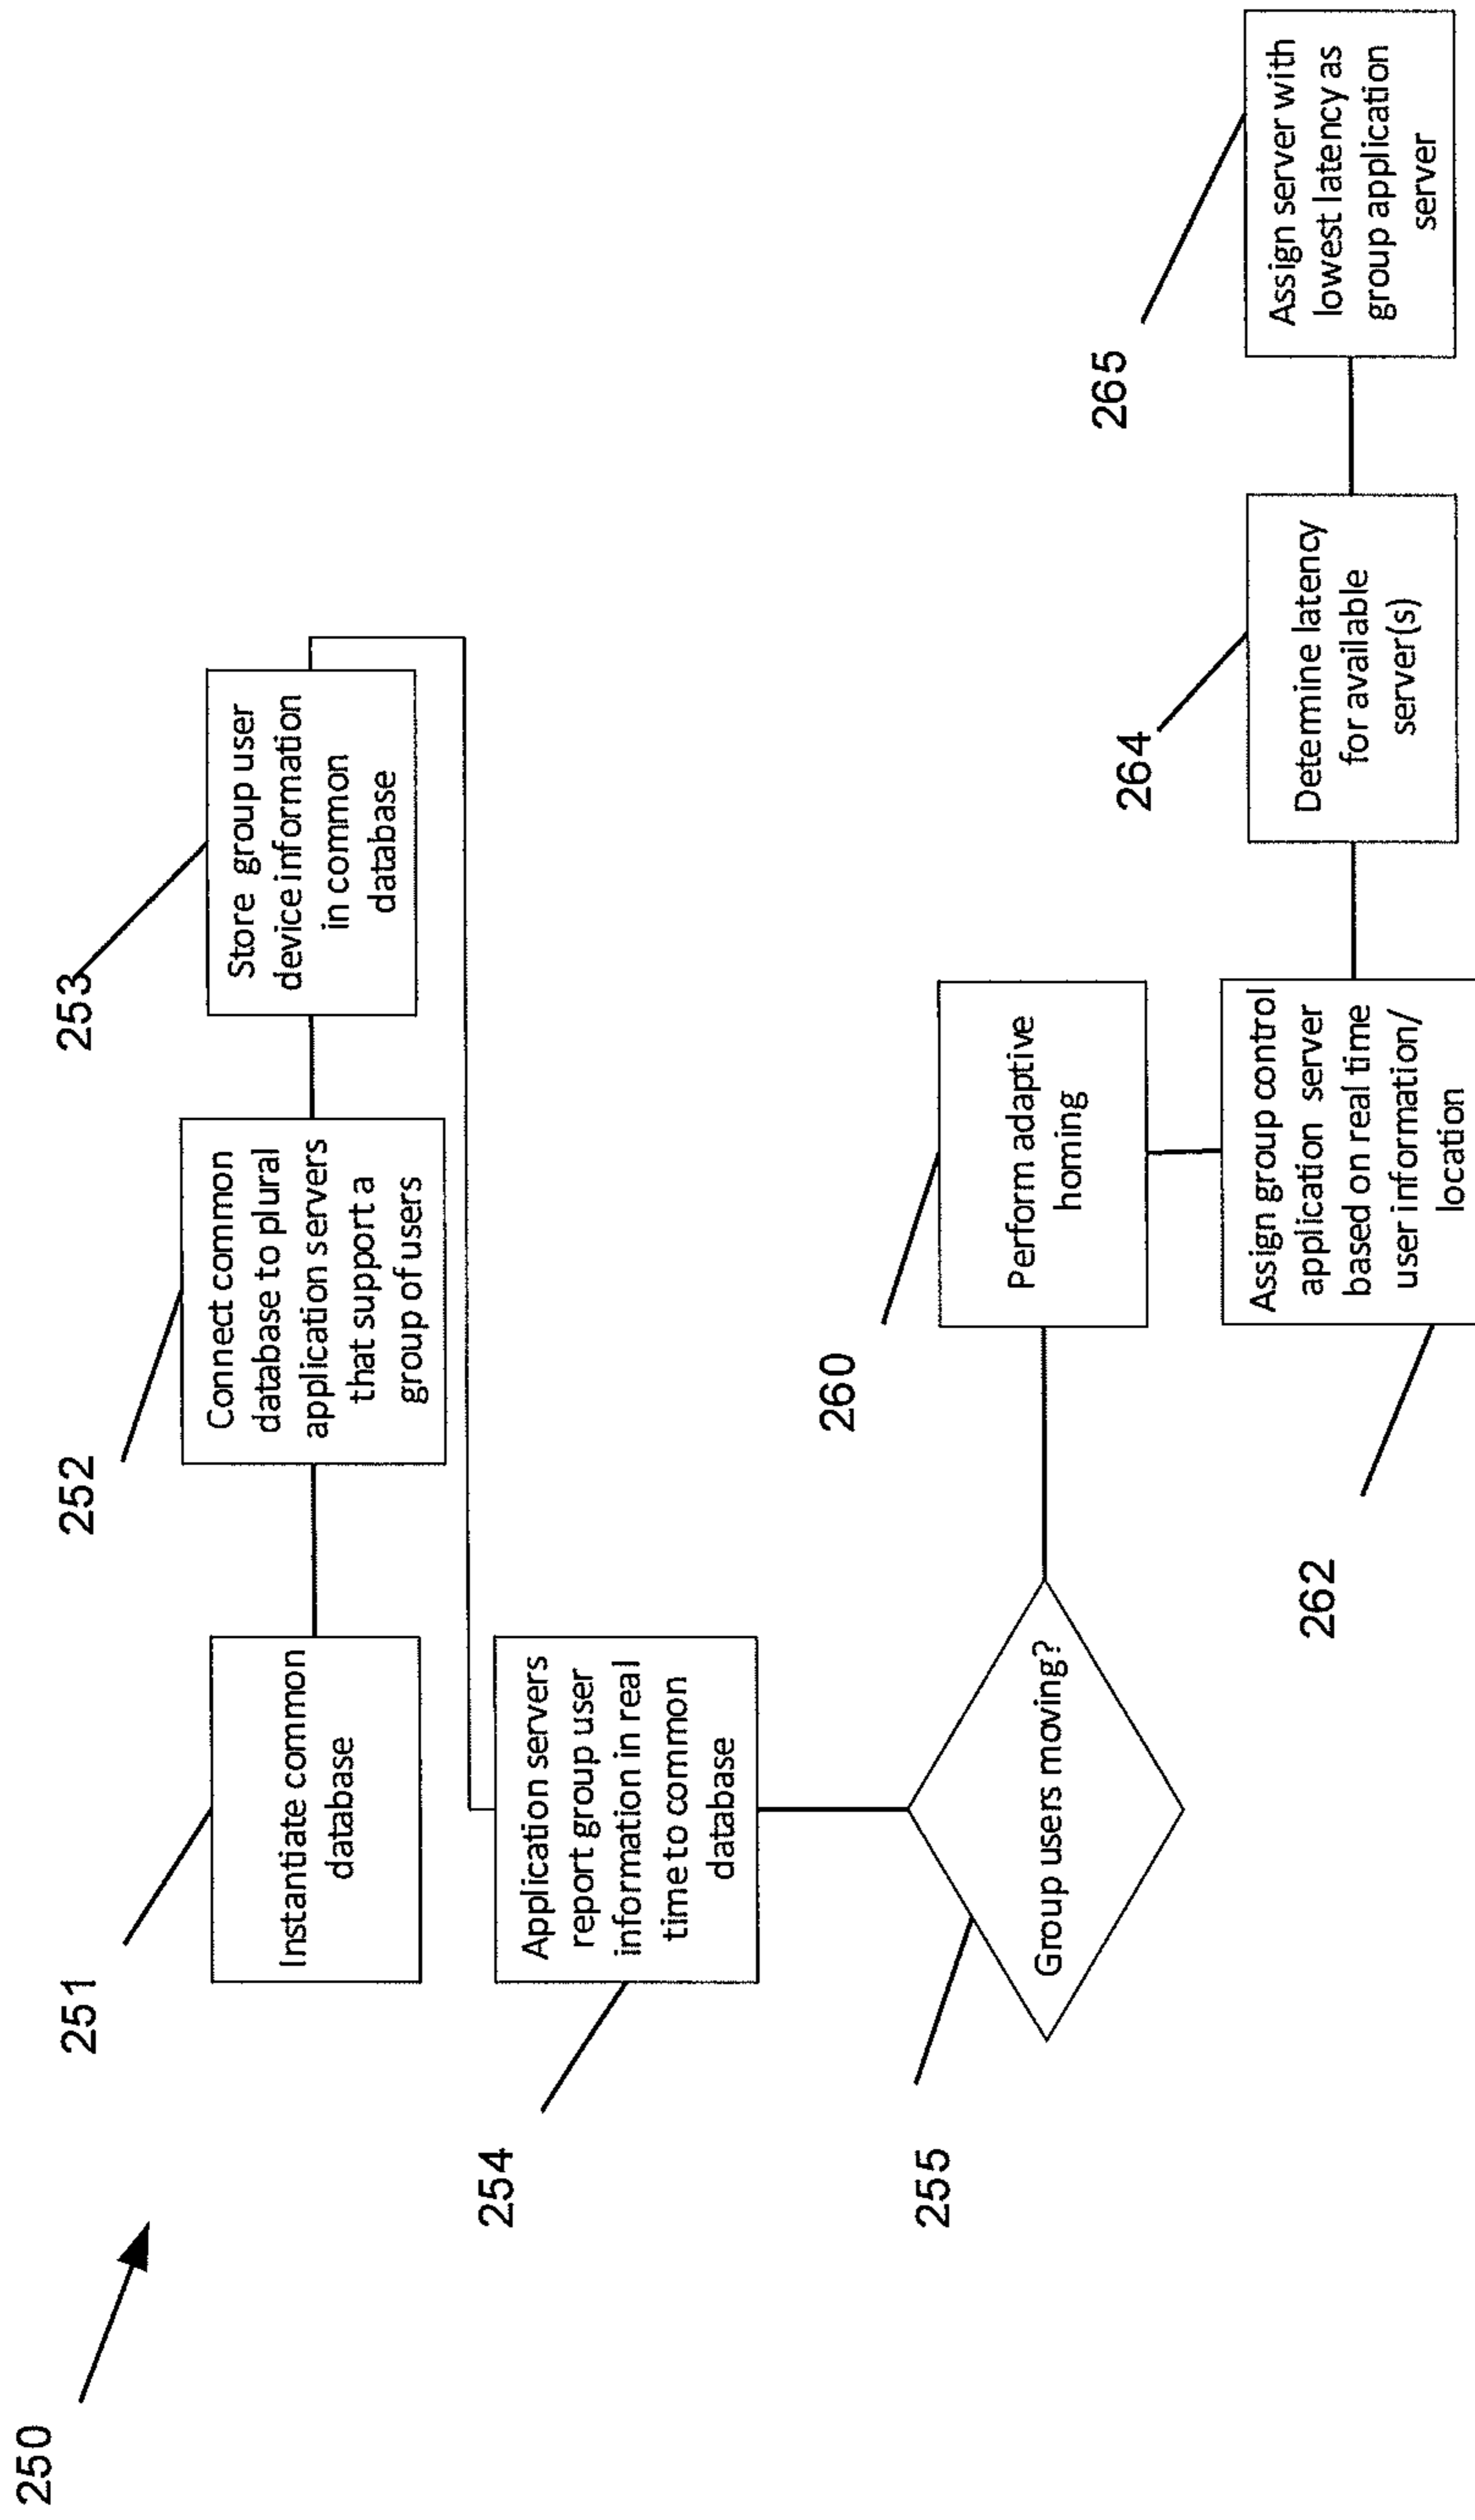 250
251
Instantiate common
database
252
Connect common
database to plural
application servers
that support a
group of users
253
Store group user
device information
in common
database
254
Application servers
report group user
information in real
time to common
database
255
Group users moving?
260
Perform adaptive
homing
262
Assign group control
application server
based on real time
user information/
location
264
Determine latency
for available
server(s)
265
Assign server with
lowest latency as
group application
server